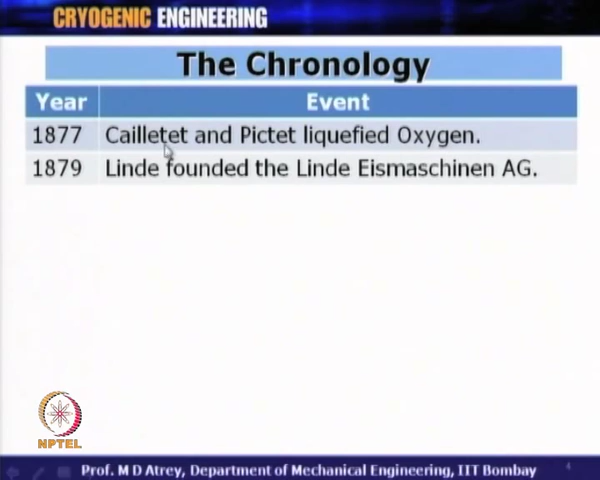 CRYOGENIC ENGINEERING
The Chronology
Year Event
1877 Cailletet and Pictet liquefied Oxygen.
1879 Linde founded the Linde Eismaschinen AG.
NPTEL
Prof. M D Atrey, Department of Mechanical Engineering, IIT Bombay
4